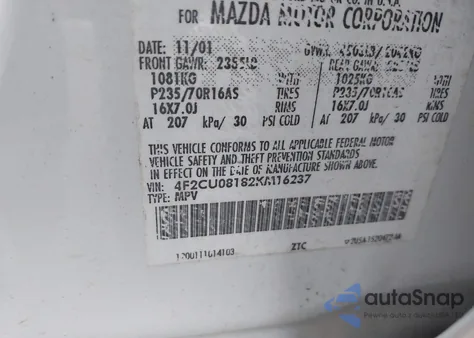 FOR MAZDA MOTOR CORPORATION
DATE: 11/01 GVWR:
FRONT GAWR: 2355LB REAR GAWR:
1081KG WITH 1025KG WITH
P235/70R16AS TIRES P235/70R16AS TIRES
16X7.0J RIMS 16X7.0J RIMS
AT 207 kPa/ 30 PSI COLD AT 207 kPa/ 30 PSI COLD
THIS VEHICLE CONFORMS TO ALL APPLICABLE FEDERAL MOTOR
VEHICLE SAFETY AND THEFT PREVENTION STANDARDS
IN EFFECT ON THE DATE OF MANUFACTURE SHOWN ABOVE.
VIN: 4F2CU08182KM16237
TYPE: MPV
ZTC
autoSnap